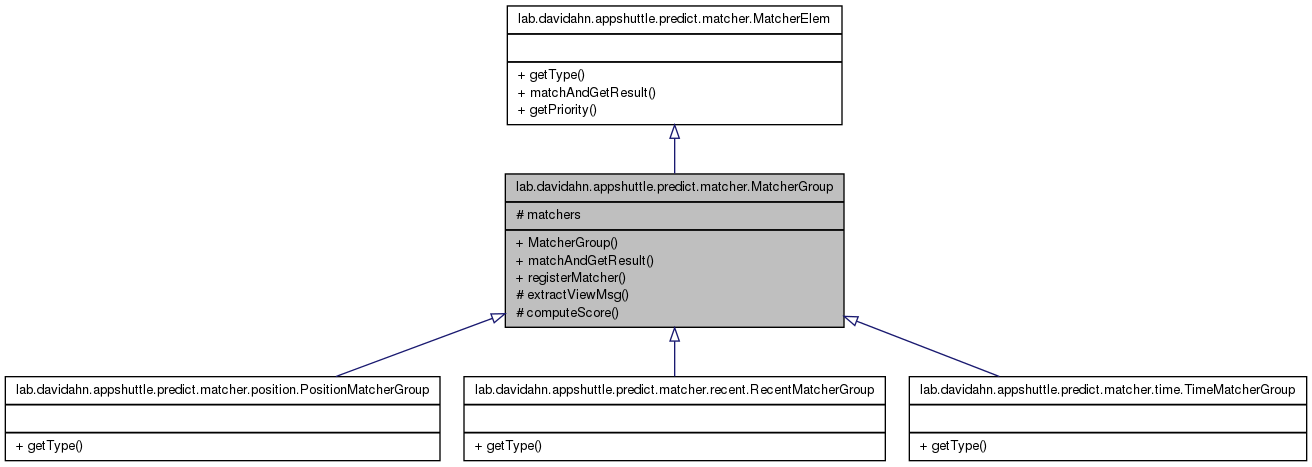 lab.davidahn.appshuttle.predict.matcher.MatcherElem
+ getType()
+ matchAndGetResult()
+ getPriority()
lab.davidahn.appshuttle.predict.matcher.MatcherGroup
# matchers
+ MatcherGroup()
+ matchAndGetResult()
+ registerMatcher()
# extractViewMsg()
# computeScore()
lab.davidahn.appshuttle.predict.matcher.position.PositionMatcherGroup
+ getType()
lab.davidahn.appshuttle.predict.matcher.recent.RecentMatcherGroup
+ getType()
lab.davidahn.appshuttle.predict.matcher.time.TimeMatcherGroup
+ getType()